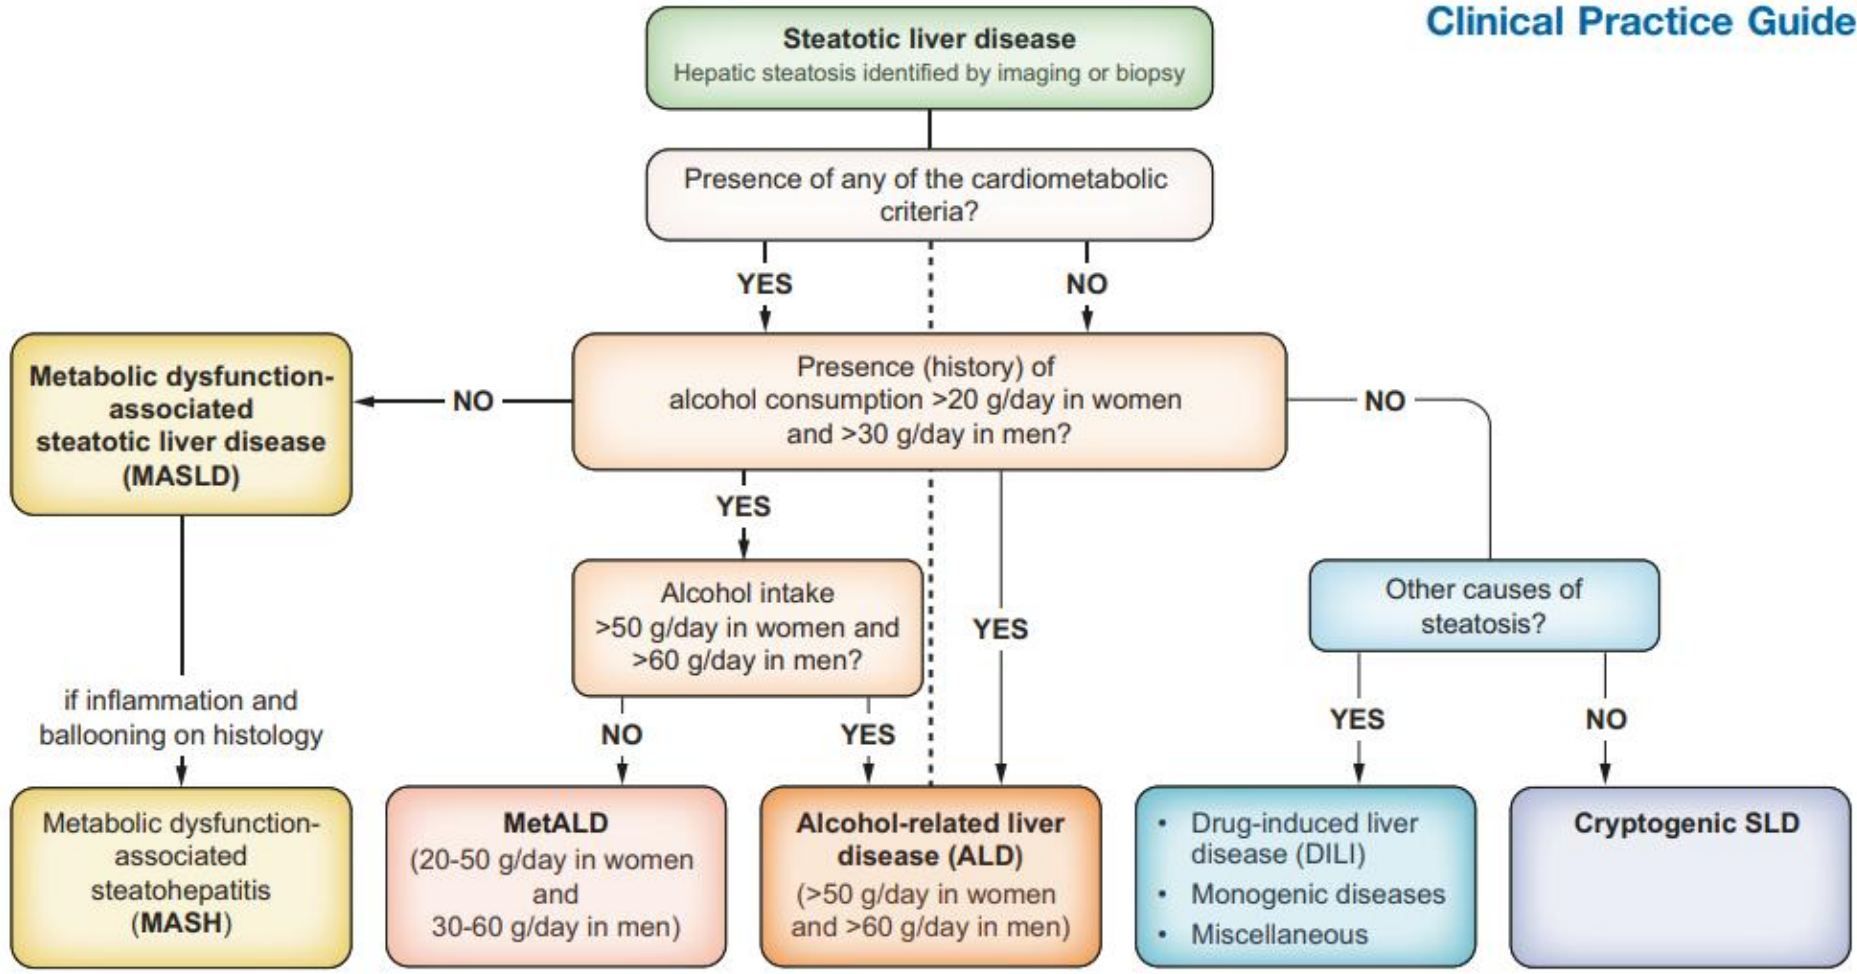 Clinical Practice Guide
Steatotic liver disease
Hepatic steatosis identified by imaging or biopsy
Presence of any of the cardiometabolic
criteria?
YES
NO
Presence (history) of
alcohol consumption >20 g/day in women
and >30 g/day in men?
NO
NO
Metabolic dysfunction-
associated
steatotic liver disease
(MASLD)
YES
Alcohol intake
>50 g/day in women and
>60 g/day in men?
YES
Other causes of
steatosis?
if inflammation and
ballooning on histology
NO
YES
YES
NO
Metabolic dysfunction-
associated
steatohepatitis
(MASH)
MetALD
(20-50 g/day in women
and
30-60 g/day in men)
Alcohol-related liver
disease (ALD)
(>50 g/day in women
and >60 g/day in men)
• Drug-induced liver
disease (DILI)
• Monogenic diseases
• Miscellaneous
Cryptogenic SLD